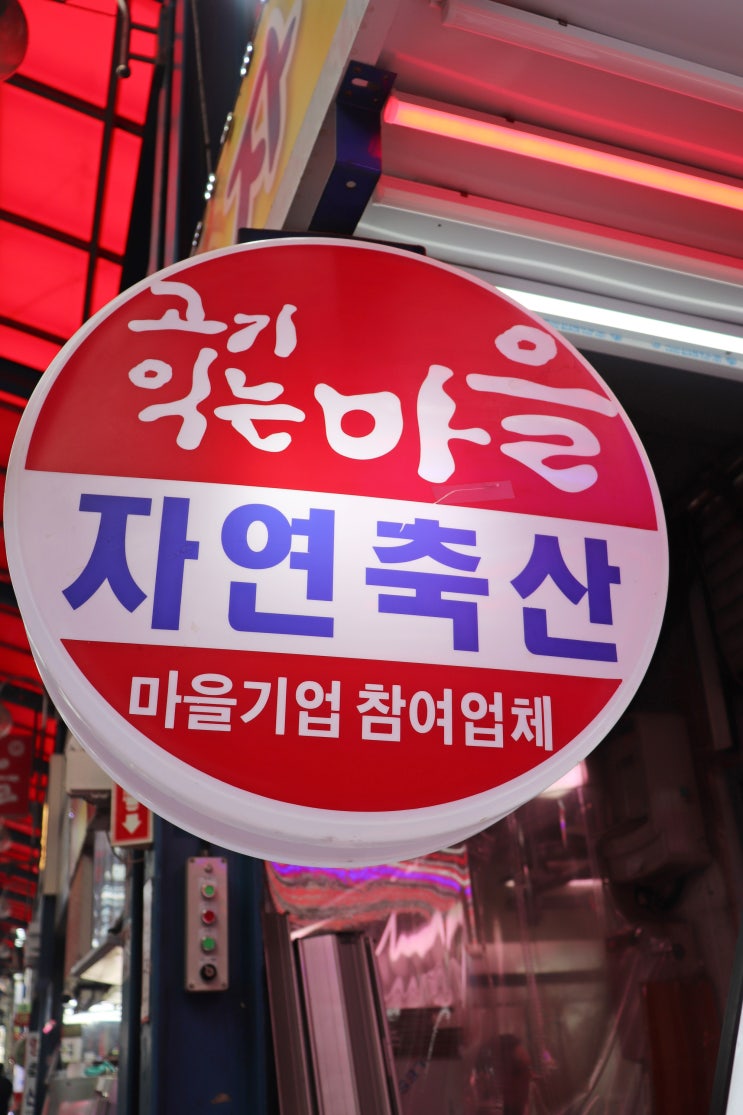 고기
익는 마을
자연축산
마을기업 참여업체